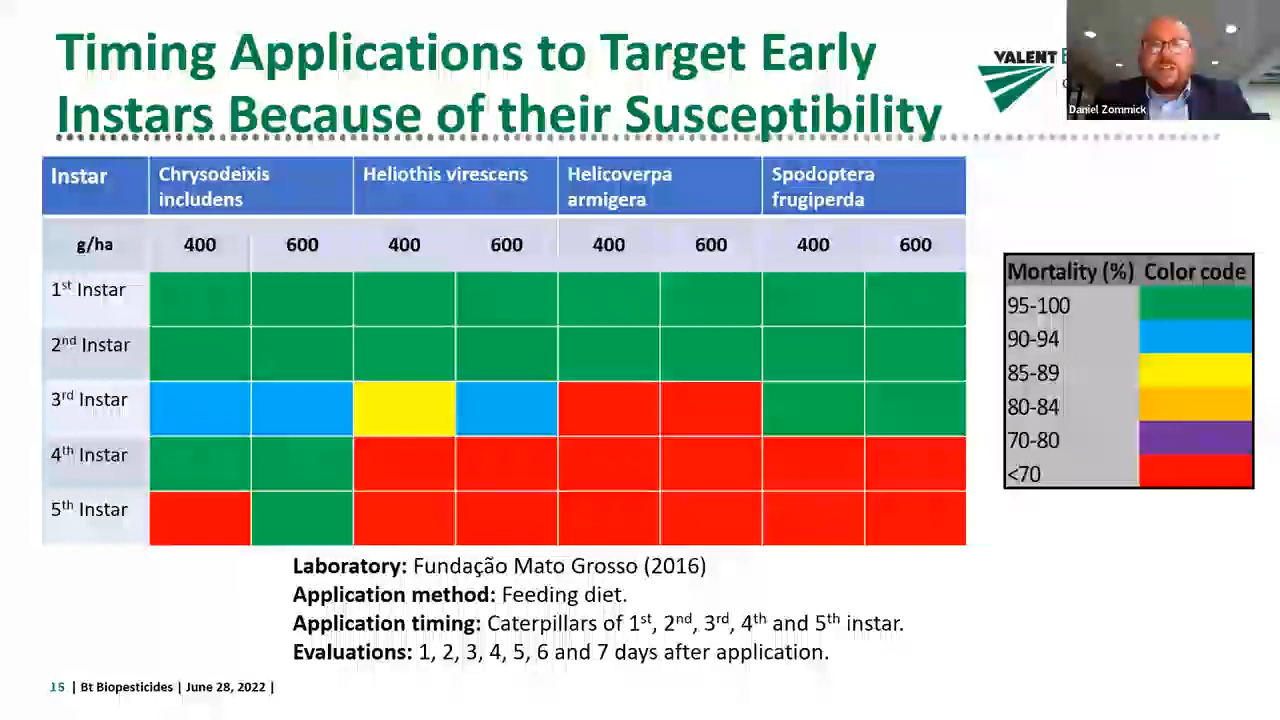 Timing Applications to Target Early
Instars Because of their Susceptibility
VALENT
Daniel Zommick
Instar Chrysodeixis includens Heliothis virescens Helicoverpa armigera Spodoptera frugiperda
g/ha 400 600 400 600 400 600 400 600
1st Instar
2nd Instar
3rd Instar
4th Instar
5th Instar
Mortality (%) Color code
95-100
90-94
85-89
80-84
70-80
<70
Laboratory: Fundação Mato Grosso (2016)
Application method: Feeding diet.
Application timing: Caterpillars of 1st, 2nd, 3rd, 4th and 5th instar.
Evaluations: 1, 2, 3, 4, 5, 6 and 7 days after application.
15 | Bt Biopesticides | June 28, 2022 |